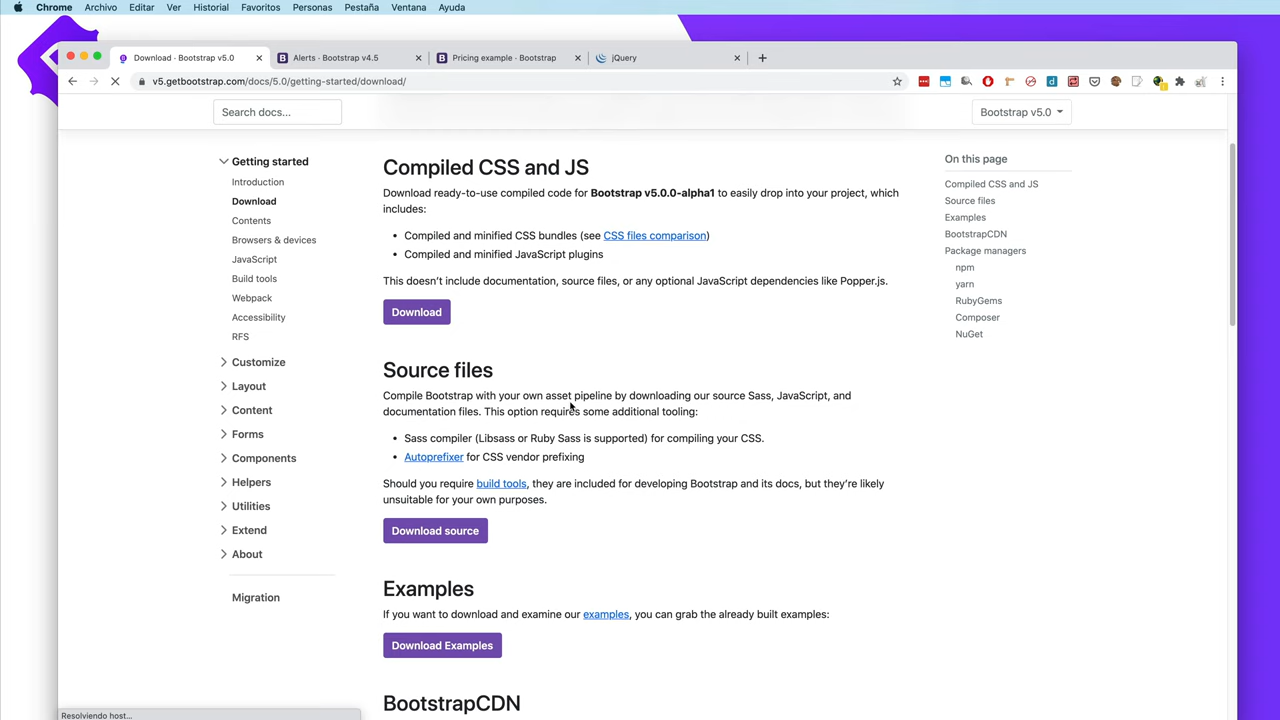 Chrome Archivo Editar Ver Historial Favoritos Personas Pestaña Ventana Ayuda
Download · Bootstrap v5.0 Alerts · Bootstrap v4.5 Pricing example · Bootstrap jQuery
v5.getbootstrap.com/docs/5.0/getting-started/download/
Search docs... Bootstrap v5.0
Getting started
Introduction
Download
Contents
Browsers & devices
JavaScript
Build tools
Webpack
Accessibility
RFS
Customize
Layout
Content
Forms
Components
Helpers
Utilities
Extend
About
Migration
Compiled CSS and JS
Download ready-to-use compiled code for Bootstrap v5.0.0-alpha1 to easily drop into your project, which
includes:
• Compiled and minified CSS bundles (see CSS files comparison)
• Compiled and minified JavaScript plugins
This doesn’t include documentation, source files, or any optional JavaScript dependencies like Popper.js.
Download
Source files
Compile Bootstrap with your own asset pipeline by downloading our source Sass, JavaScript, and
documentation files. This option requires some additional tooling:
• Sass compiler (Libsass or Ruby Sass is supported) for compiling your CSS.
• Autoprefixer for CSS vendor prefixing
Should you require build tools, they are included for developing Bootstrap and its docs, but they’re likely
unsuitable for your own purposes.
Download source
Examples
If you want to download and examine our examples, you can grab the already built examples:
Download Examples
BootstrapCDN
On this page
Compiled CSS and JS
Source files
Examples
BootstrapCDN
Package managers
npm
yarn
RubyGems
Composer
NuGet
Resolviendo host...